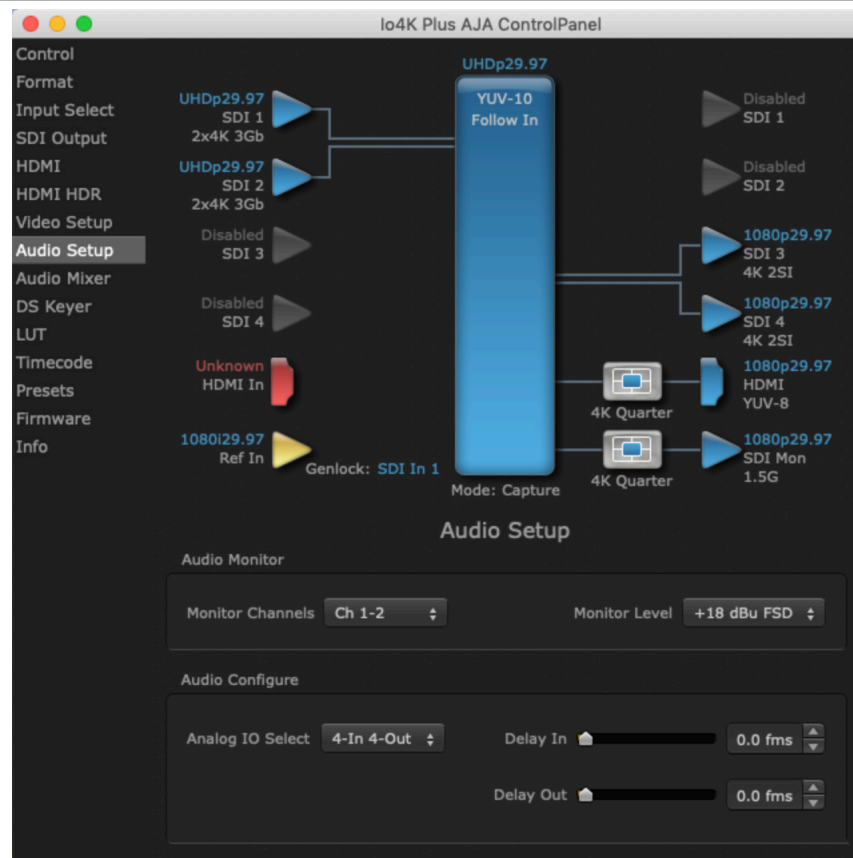 Io4K Plus AJA ControlPanel
Control
Format
Input Select
SDI Output
HDMI
HDMI HDR
Video Setup
Audio Setup
Audio Mixer
DS Keyer
LUT
Timecode
Presets
Firmware
Info
UHDp29.97
SDI 1
2x4K 3Gb
UHDp29.97
SDI 2
2x4K 3Gb
Disabled
SDI 3
Disabled
SDI 4
Unknown
HDMI In
1080i29.97
Ref In
Genlock: SDI In 1
UHDp29.97
YUV-10
Follow In
Mode: Capture
4K Quarter
4K Quarter
Disabled
SDI 1
Disabled
SDI 2
1080p29.97
SDI 3
4K 2SI
1080p29.97
SDI 4
4K 2SI
1080p29.97
HDMI
YUV-8
1080p29.97
SDI Mon
1.5G
Audio Setup
Audio Monitor
Monitor Channels Ch 1-2 Monitor Level +18 dBu FSD
Audio Configure
Analog IO Select 4-In 4-Out Delay In 0.0 fms
Delay Out 0.0 fms